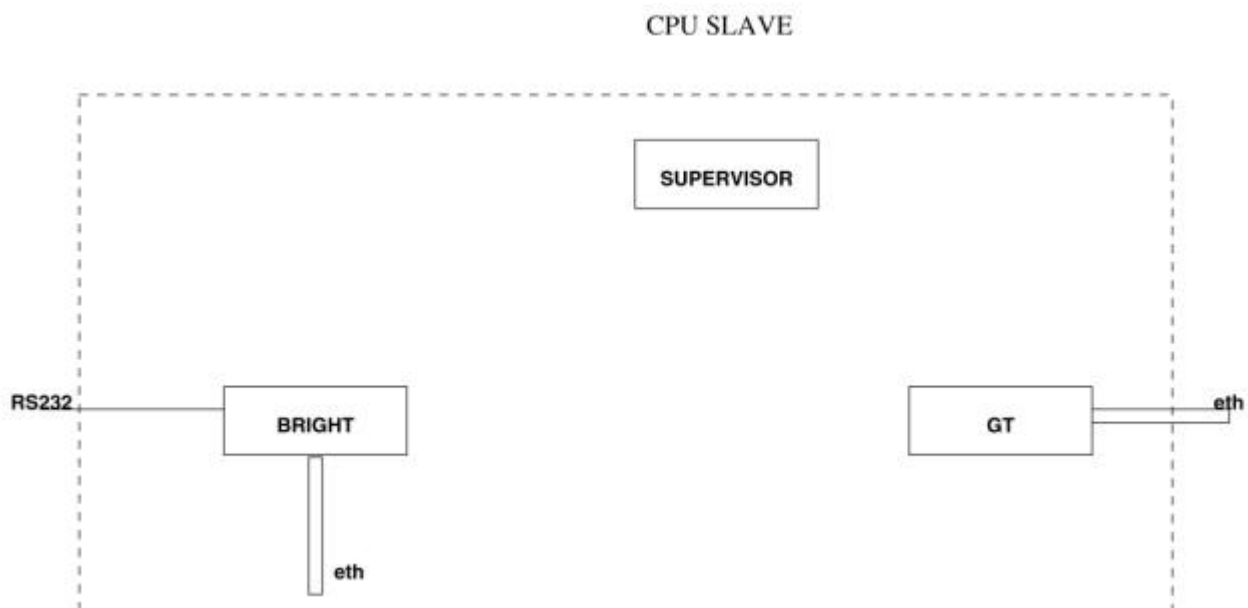 CPU SLAVE
SUPERVISOR
RS232
BRIGHT
GT
eth
eth